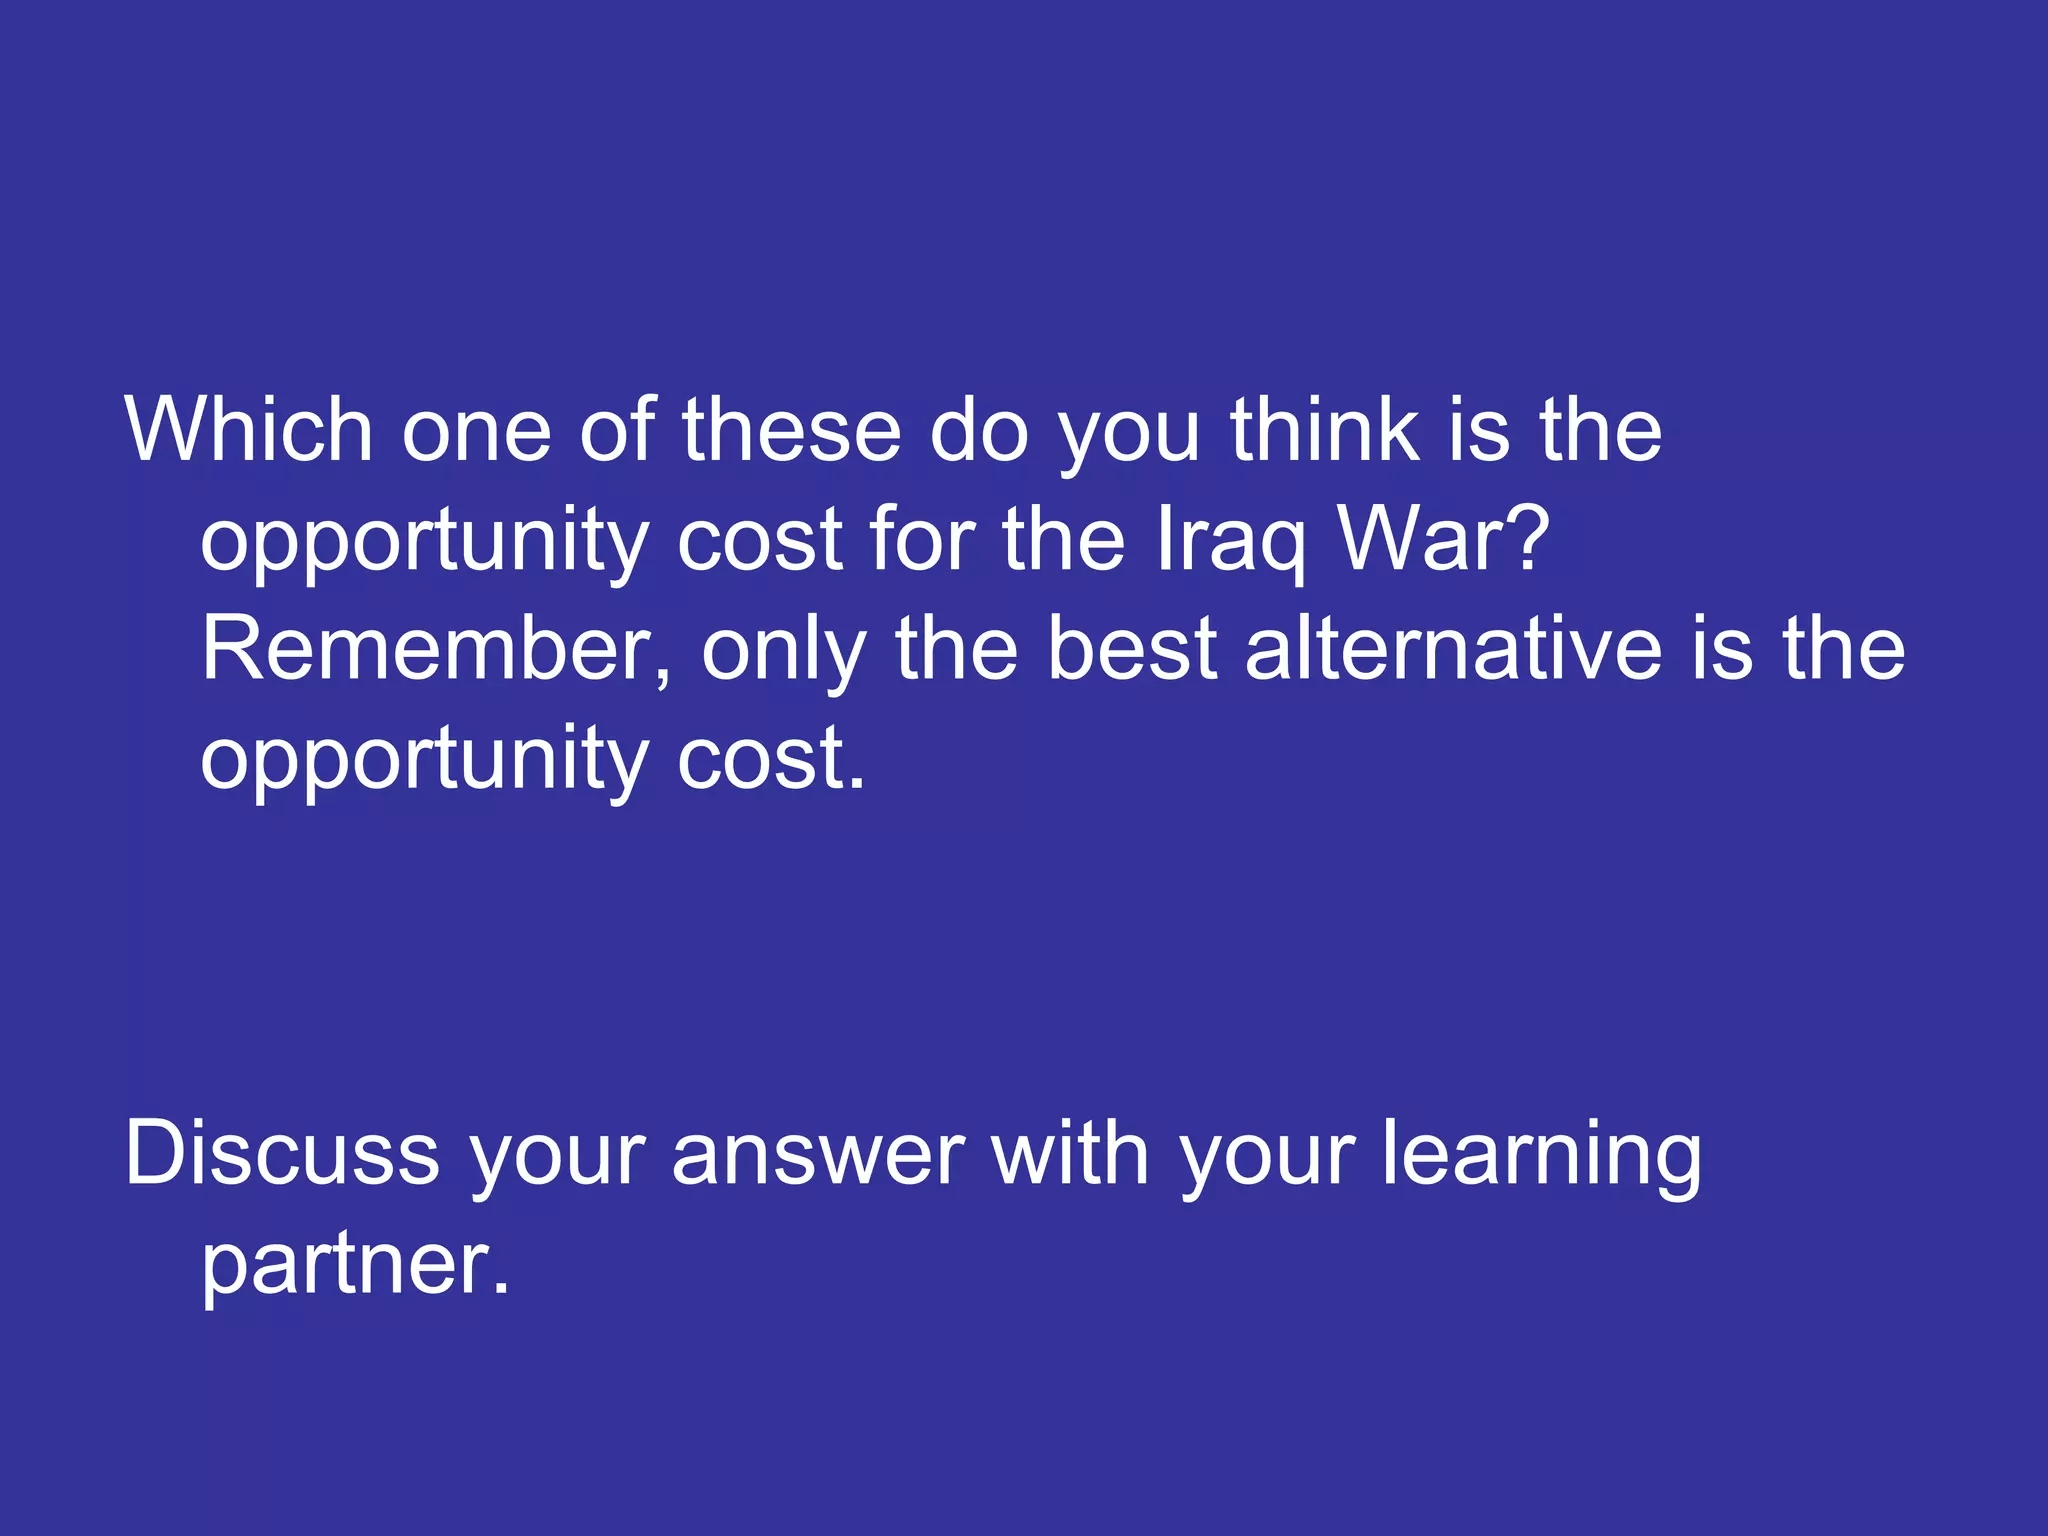 Which one of these do you think is the
opportunity cost for the Iraq War?
Remember, only the best alternative is the
opportunity cost.
Discuss your answer with your learning
partner.